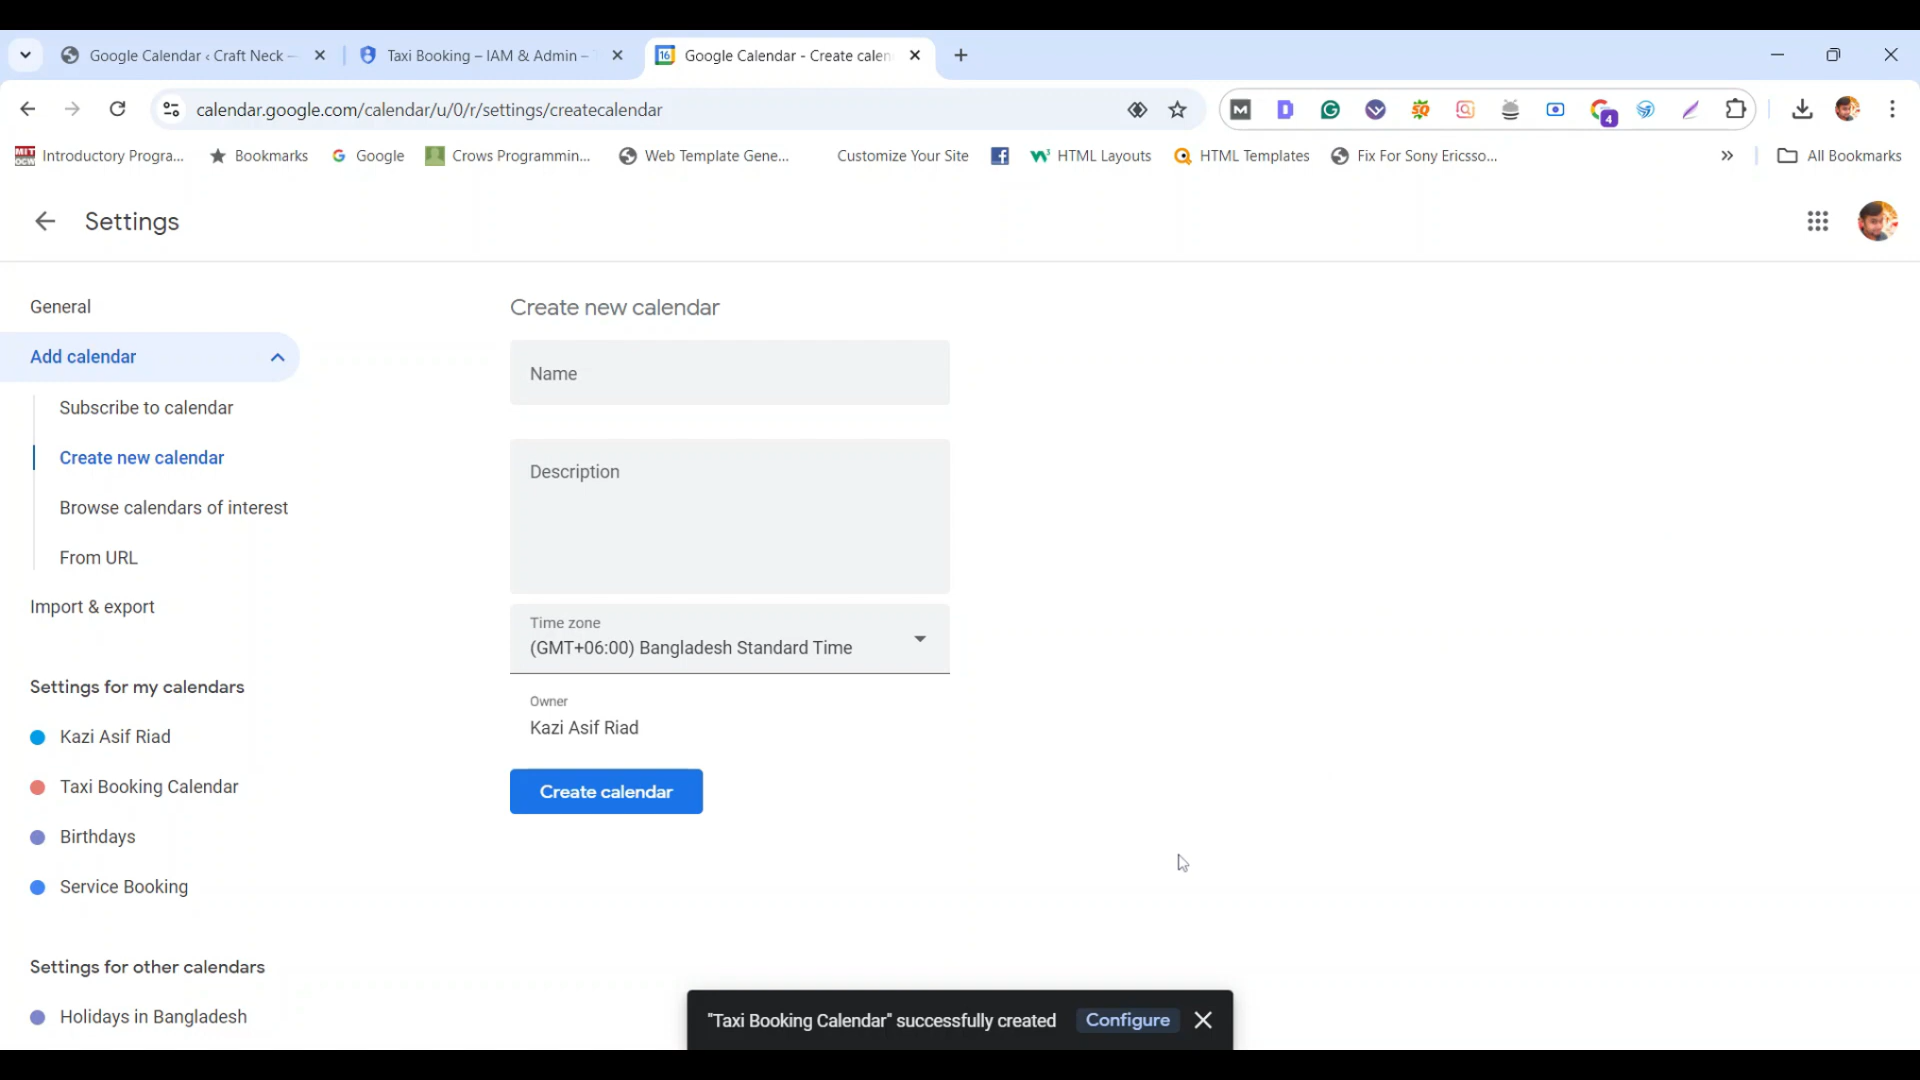 Google Calendar ‹ Craft Neck —
Taxi Booking – IAM & Admin –
16
Google Calendar - Create calen
calendar.google.com/calendar/u/0/r/settings/createcalendar
4
MIT OCW Introductory Progra...
Bookmarks
Google
Crows Programmin...
Web Template Gene...
Customize Your Site
HTML Layouts
HTML Templates
Fix For Sony Ericsso...
All Bookmarks
Settings
General
Add calendar
Subscribe to calendar
Create new calendar
Browse calendars of interest
From URL
Import & export
Settings for my calendars
Kazi Asif Riad
Taxi Booking Calendar
Birthdays
Service Booking
Settings for other calendars
Holidays in Bangladesh
Create new calendar
Name
Description
Time zone
(GMT+06:00) Bangladesh Standard Time
Owner
Kazi Asif Riad
Create calendar
"Taxi Booking Calendar" successfully created
Configure